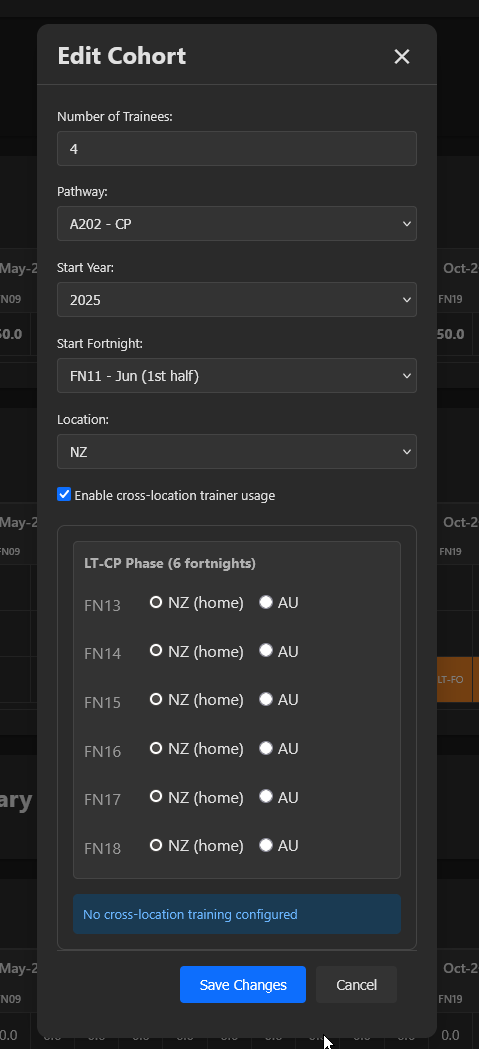 Edit Cohort
Number of Trainees:
4
Pathway:
A202 - CP
May-2
Start Year:
Oct-2
FN09
2025
FN19
50.0
50.0
Start Fortnight:
FN11 - Jun (1st half)
Location:
NZ
Enable cross-location trainer usage
May-2
Oct-2
FN09
FN19
LT-CP Phase (6 fortnights)
FN13 NZ (home) AU
FN14 NZ (home) AU
LT-FO
FN15 NZ (home) AU
FN16 NZ (home) AU
ary
FN17 NZ (home) AU
FN18 NZ (home) AU
No cross-location training configured
May-2
Oct-2
Save Changes Cancel
FN09
FN19
0.0 0.0